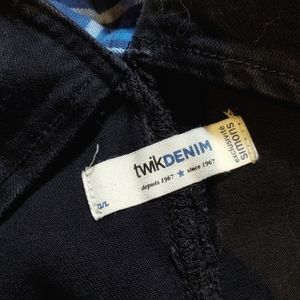 twikDENIM
depuis 1967 ★ since 1967
G/L
exclusivité
simons